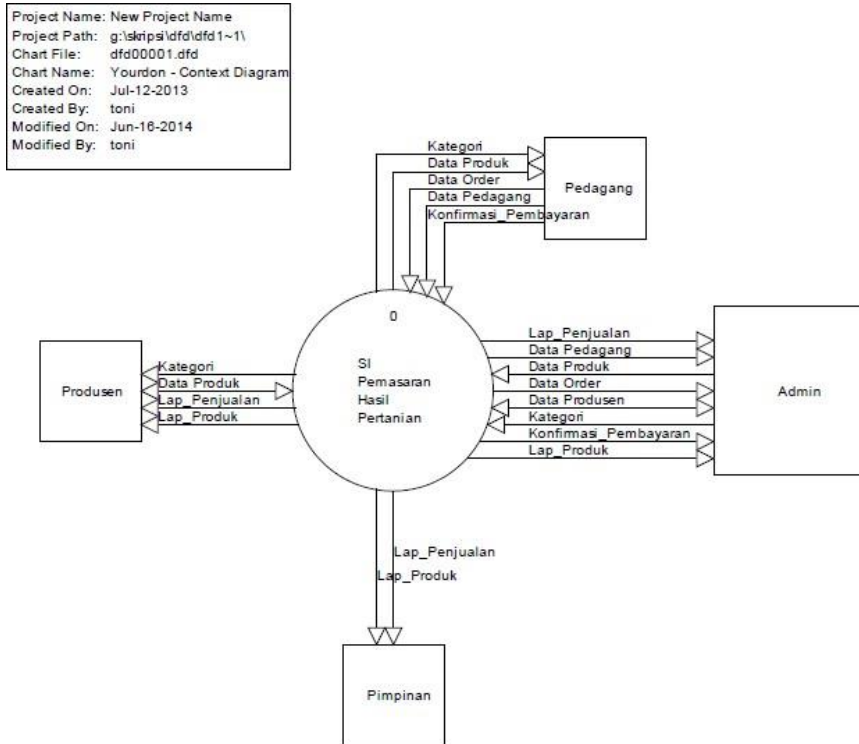 Project Name: New Project Name
Project Path: g:\skripsi\dfd\dfd1~1\
Chart File: dfd00001.dfd
Chart Name: Yourdon - Context Diagram
Created On: Jul-12-2013
Created By: toni
Modified On: Jun-16-2014
Modified By: toni
Kategori
Data Produk
Data Order
Data Pedagang
Konfirmasi_Pembayaran
Pedagang
0
SI
Pemasaran
Hasil
Pertanian
Produsen
Kategori
Data Produk
Lap_Penjualan
Lap_Produk
Lap_Penjualan
Data Pedagang
Data Produk
Data Order
Data Produsen
Kategori
Konfirmasi_Pembayaran
Lap_Produk
Admin
Lap_Penjualan
Lap_Produk
Pimpinan